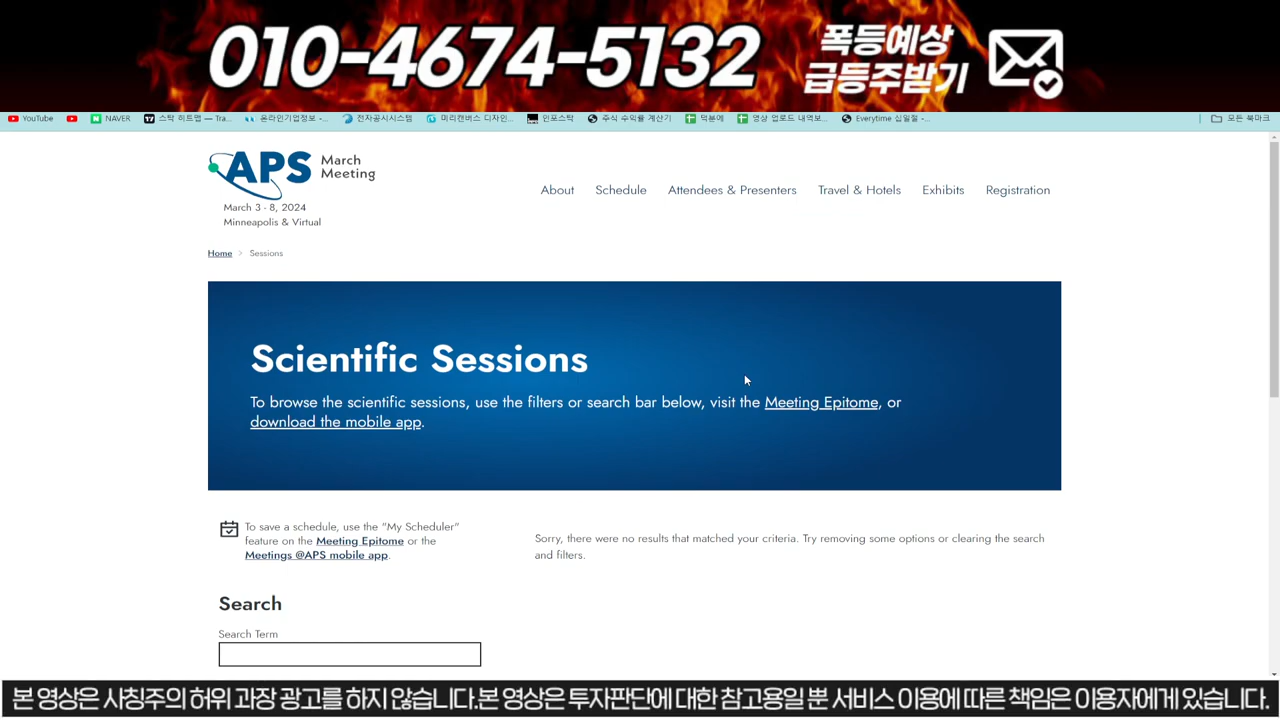 010-4674-5132
폭등예상
급등주받기
YouTube
NAVER
스탁 히트맵 — Tra...
온라인기업정보 -...
전자공시시스템
미리캔버스 디자인...
인포스탁
주식 수익률 계산기
덕분에
영상 업로드 내역보...
Everytime 십일절 -...
모든 북마크
APS
March
Meeting
March 3 - 8, 2024
Minneapolis & Virtual
About
Schedule
Attendees & Presenters
Travel & Hotels
Exhibits
Registration
Home
Sessions
Scientific Sessions
To browse the scientific sessions, use the filters or search bar below, visit the Meeting Epitome, or
download the mobile app.
To save a schedule, use the "My Scheduler"
feature on the Meeting Epitome or the
Meetings @APS mobile app.
Sorry, there were no results that matched your criteria. Try removing some options or clearing the search
and filters.
Search
Search Term
본 영상은 사칭주의 허위 과장 광고를 하지 않습니다.본 영상은 투자판단에 대한 참고용일 뿐 서비스 이용에 따른 책임은 이용자에게 있습니다.